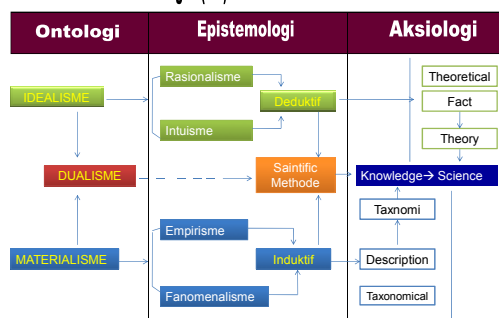 Ontologi
Epistemologi
Aksiologi
IDEALISME
Rasionalisme
Intuisme
Deduktif
Theoretical
Fact
Theory
DUALISME
Saintific
Methode
Knowledge→ Science
MATERIALISME
Empirisme
Fanomenalisme
Induktif
Taxnomi
Description
Taxonomical